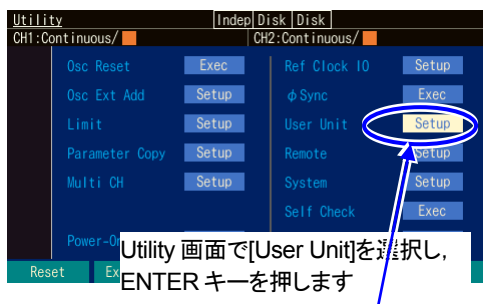 Utility Indep Disk Disk
CH1:Continuous/ CH2:Continuous/
Osc Reset Exec Ref Clock IO Setup
Osc Ext Add Setup φSync Exec
Limit Setup User Unit Setup
Parameter Copy Setup Remote Setup
Multi CH Setup System Setup
Self Check Exec
Power-O
Utility 画面で[User Unit]を選択し，
ENTER キーを押します
Reset Ex